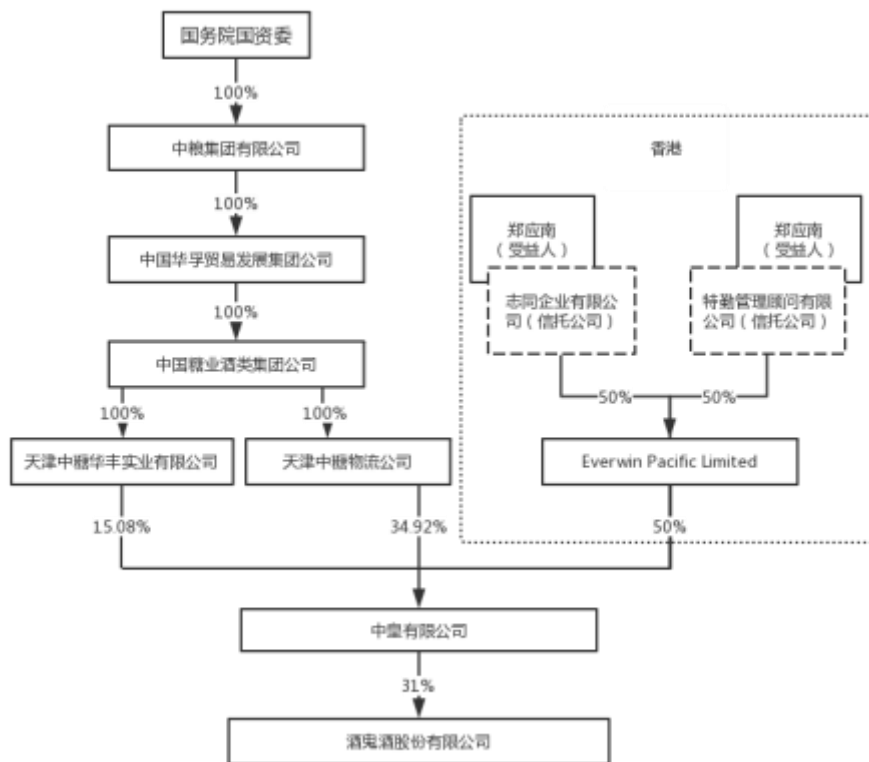 国务院国资委
100%
中粮集团有限公司
香港
100%
郑应南
（受益人）
郑应南
（受益人）
中国华孚贸易发展集团公司
志同企业有限公
司（信托公司）
特勤管理顾问有限
公司（信托公司）
100%
中国糖业酒类集团公司
50%
50%
100%
100%
天津中糖华丰实业有限公司
天津中糖物流公司
Everwin Pacific Limited
15.08%
34.92%
50%
中皇有限公司
31%
酒鬼酒股份有限公司